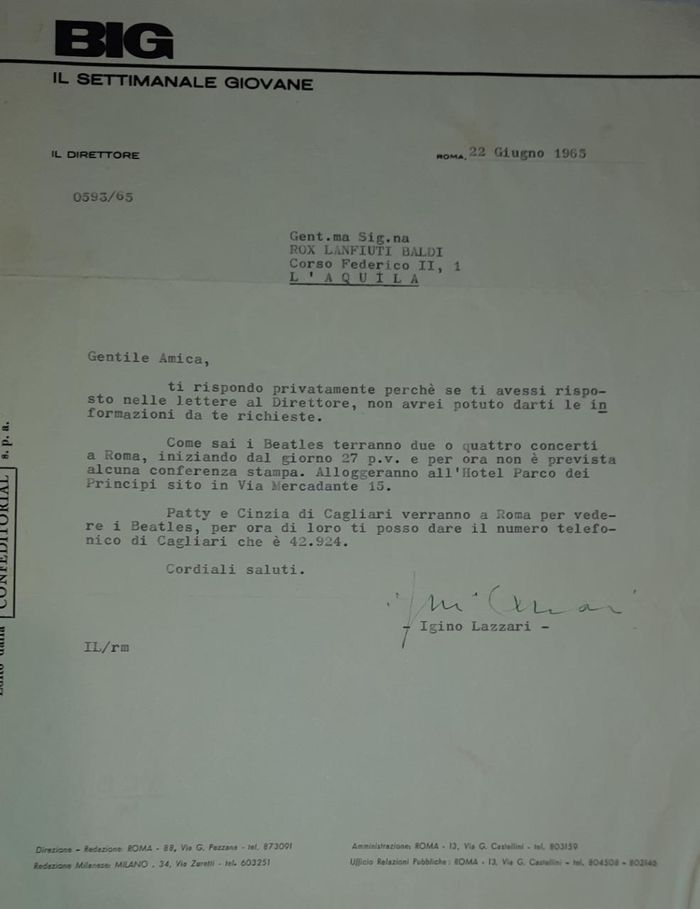 BIG
IL SETTIMANALE GIOVANE
IL DIRETTORE
ROMA, 22 Giugno 1965
0593/65
Gent.ma Sig.na
ROX LANFIUTI BALDI
Corso Federico II, 1
L'AQUILA
Gentile Amica,
ti rispondo privatamente perchè se ti avessi rispo-
sto nelle lettere al Direttore, non avrei potuto darti le in
formazioni da te richieste.
Come sai i Beatles terranno due o quattro concerti
a Roma, iniziando dal giorno 27 p.v. e per ora non è prevista
alcuna conferenza stampa. Alloggeranno all'Hotel Parco dei
Principi sito in Via Mercadante 15.
Patty e Cinzia di Cagliari verranno a Roma per vede-
re i Beatles, per ora di loro ti posso dare il numero telefo-
nico di Cagliari che è 42.924.
Cordiali saluti.
- Igino Lazzari -
IL/rm
Edito dalla CONFEDITORIAL s. p. a.
Direzione - Redazione: ROMA - 88, Via G. Pezzana - tel. 873091
Redazione Milanese: MILANO - 34, Via Zuretti - tel. 603251
Amministrazione: ROMA - 13, Via G. Castellini - tel. 803159
Ufficio Relazioni Pubbliche: ROMA - 13, Via G. Castellini - tel. 804508 - 802146